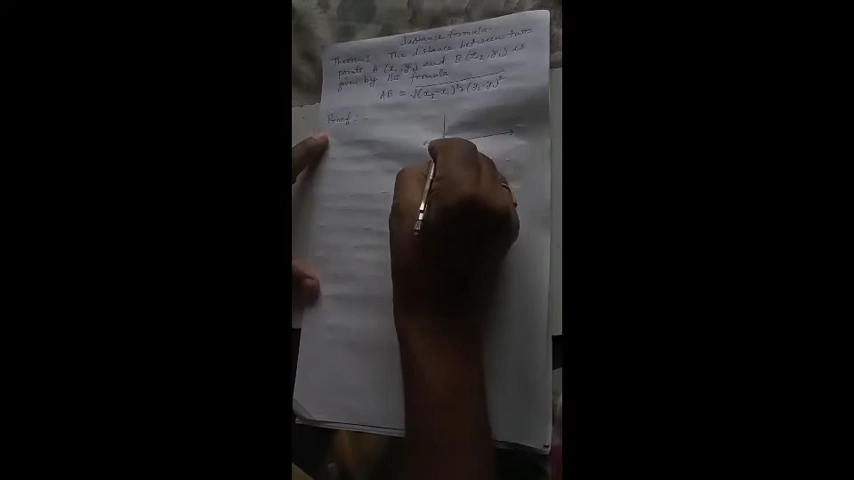 Distance formula.
Theorem: The distance between two
points A (x₁, y₁) and B (x₂, y₂) is
given by the formula
AB = √(x₂-x₁)²+(y₂-y₁)²
Proof:-